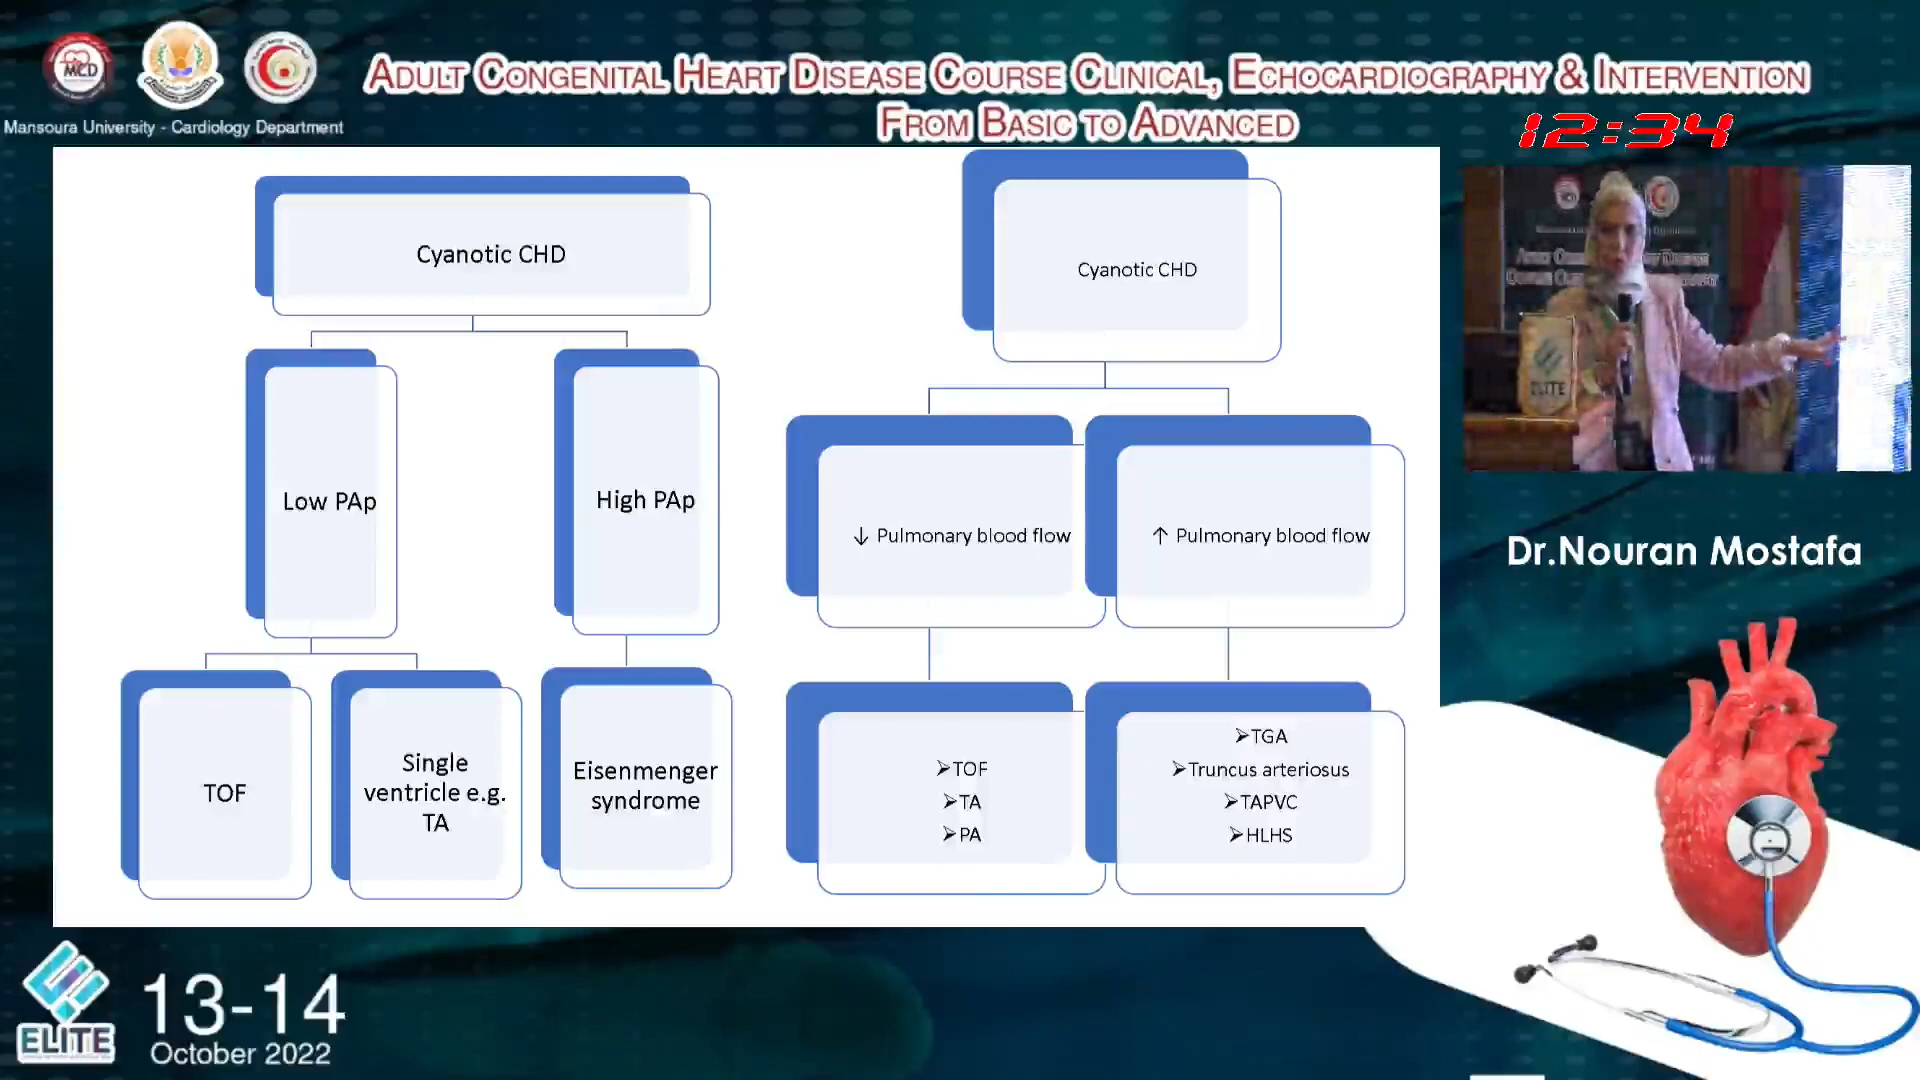 MCD
Mansoura University - Cardiology Department
ADULT CONGENITAL HEART DISEASE COURSE CLINICAL, ECHOCARDIOGRAPHY & INTERVENTION
FROM BASIC TO ADVANCED
12:34
Cyanotic CHD
Low PAp
High PAp
TOF
Single
ventricle e.g.
TA
Eisenmenger
syndrome
Cyanotic CHD
↓ Pulmonary blood flow
↑ Pulmonary blood flow
➢TOF
➢TA
➢PA
➢TGA
➢Truncus arteriosus
➢TAPVC
➢HLHS
ELITE
Dr.Nouran Mostafa
ELITE
13-14
October 2022